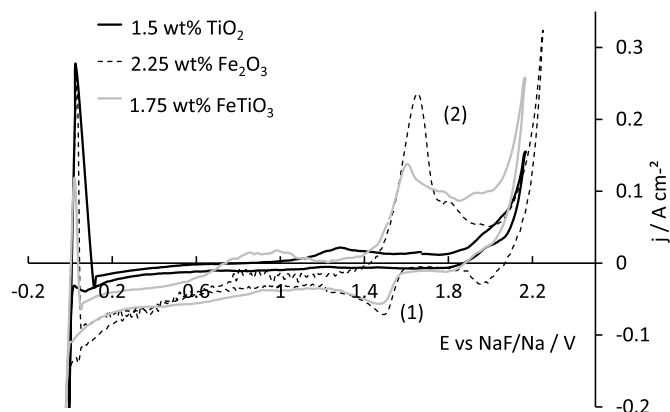 1.5 wt% TiO₂
2.25 wt% Fe₂O₃
1.75 wt% FeTiO₃
(2)
(1)
0.3
0.2
0.1
0
-0.1
-0.2
j / A cm⁻²
-0.2 0.2 0.6 1 1.4 1.8 2.2
E vs NaF/Na / V